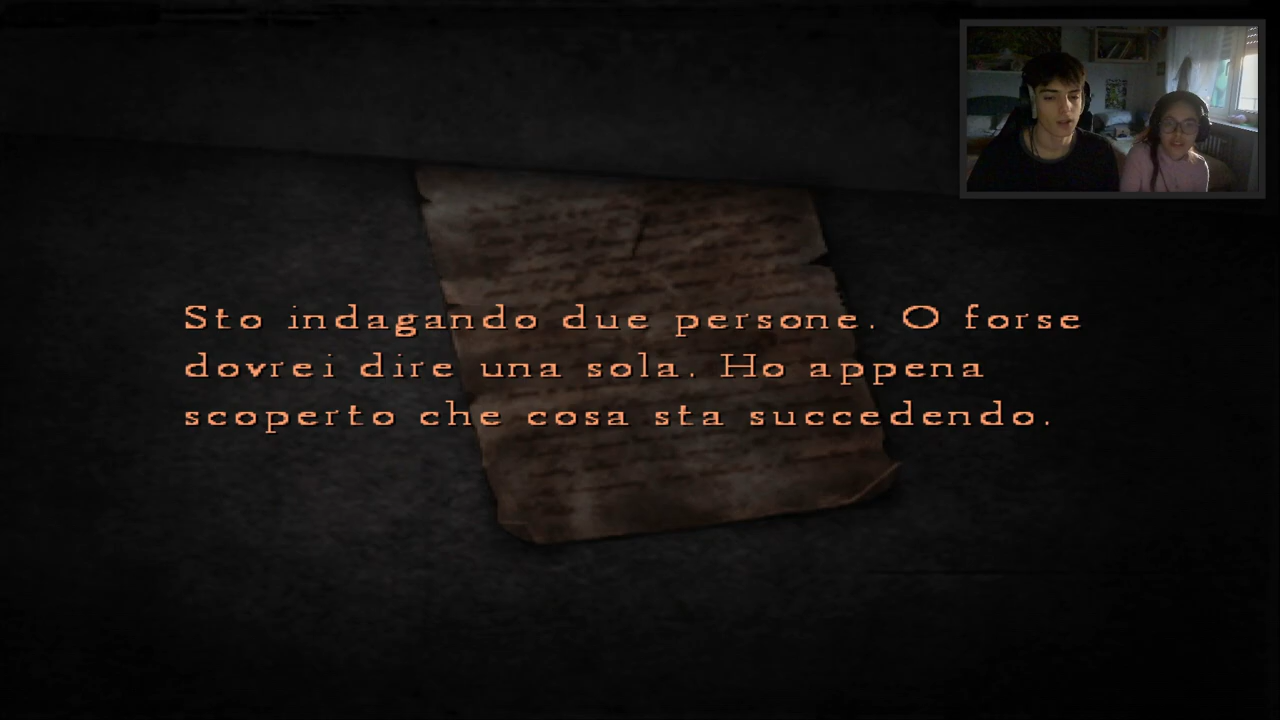 Sto indagando due persone. O forse
dovrei dire una sola. Ho appena
scoperto che cosa sta succedendo.